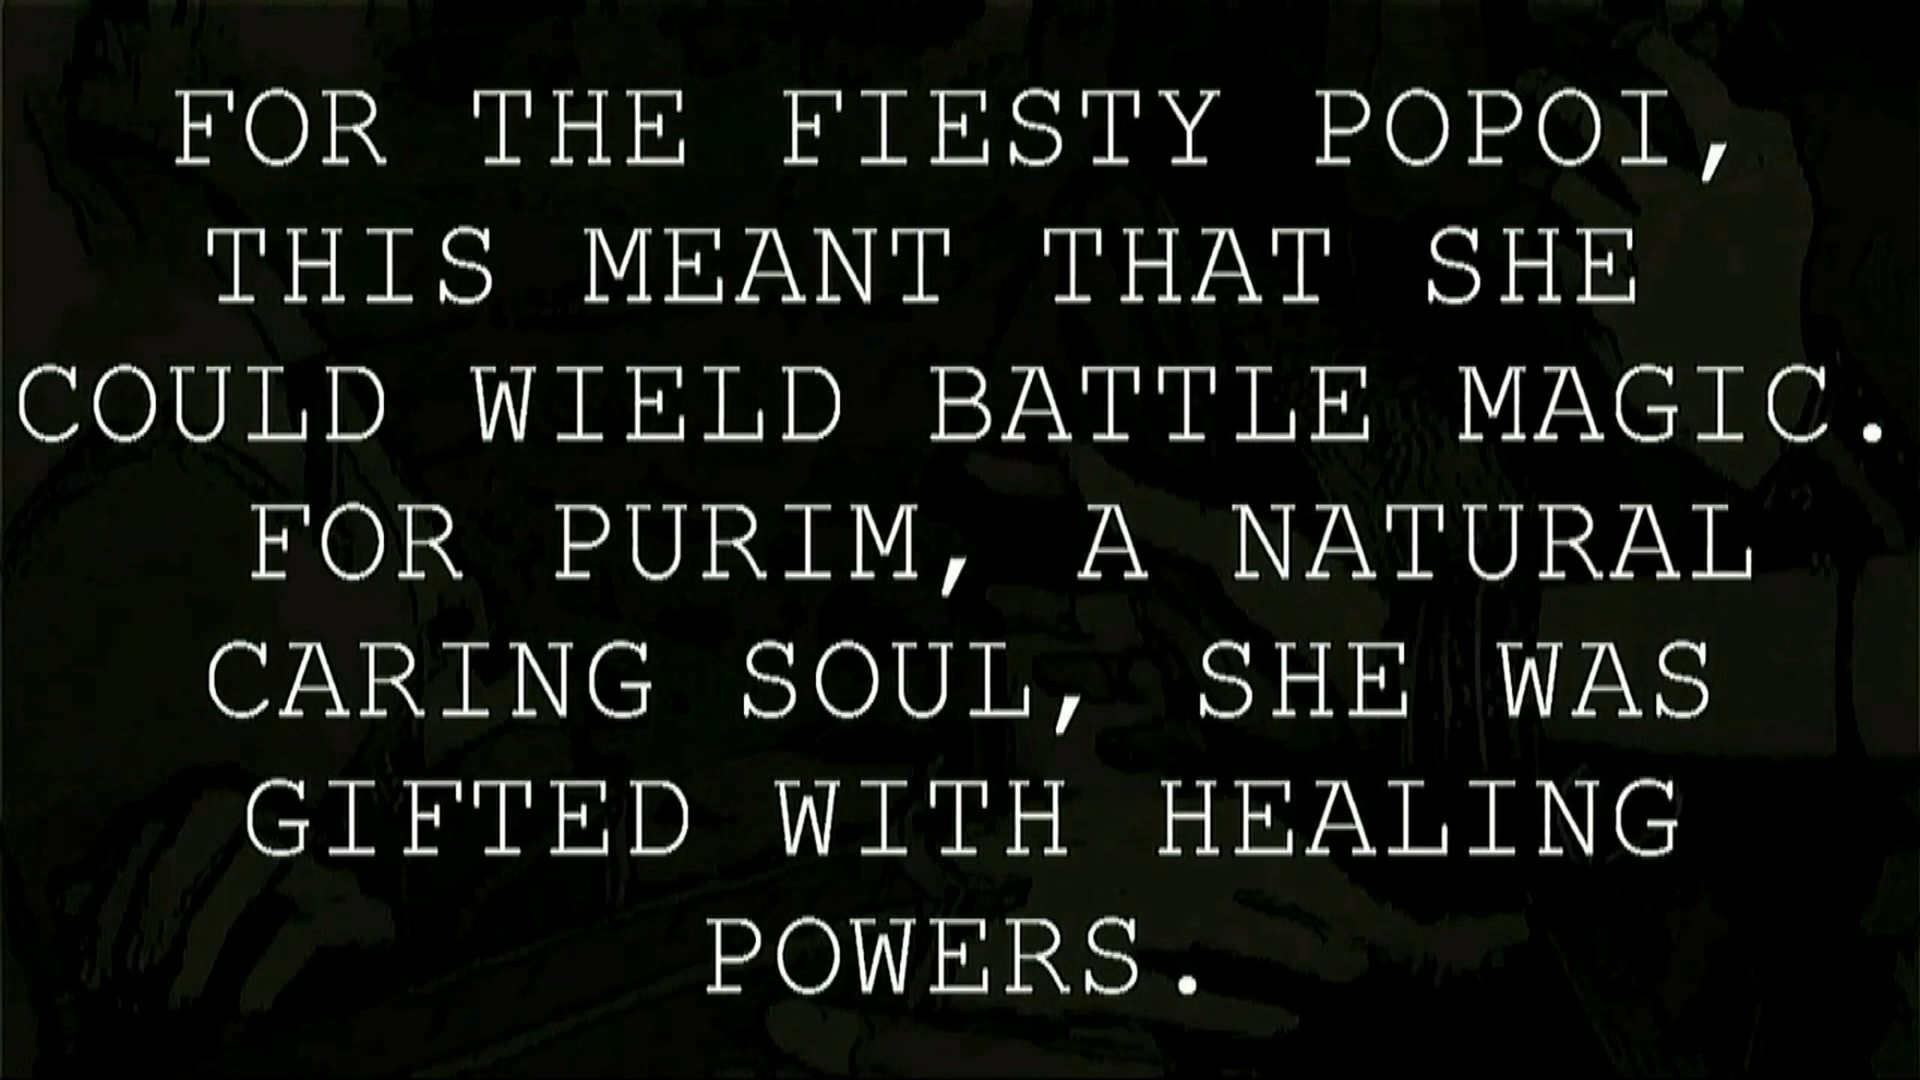 FOR THE FIESTY POPOI,
THIS MEANT THAT SHE
COULD WIELD BATTLE MAGIC.
FOR PURIM, A NATURAL
CARING SOUL, SHE WAS
GIFTED WITH HEALING
POWERS.